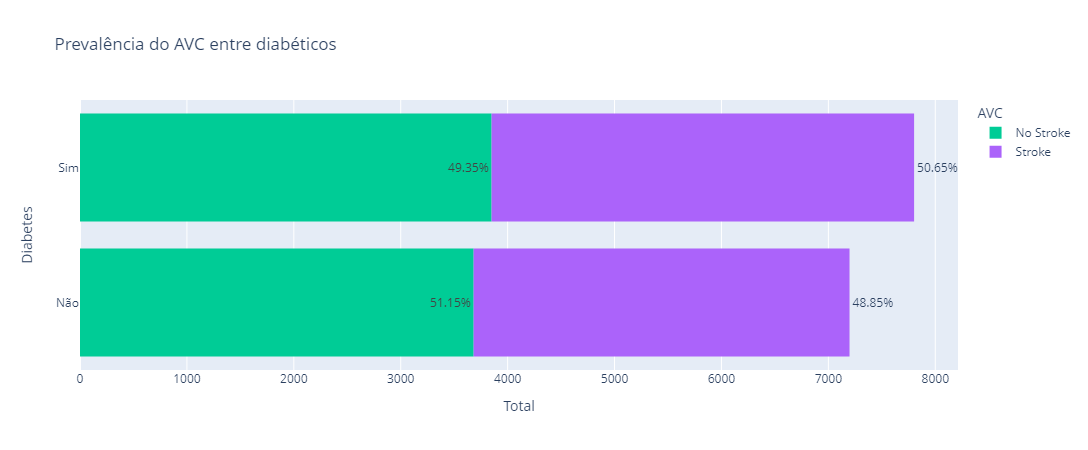 Prevalência do AVC entre diabéticos
AVC
No Stroke
Stroke
Diabetes
Sim
49.35%
50.65%
Não
51.15%
48.85%
0 1000 2000 3000 4000 5000 6000 7000 8000
Total